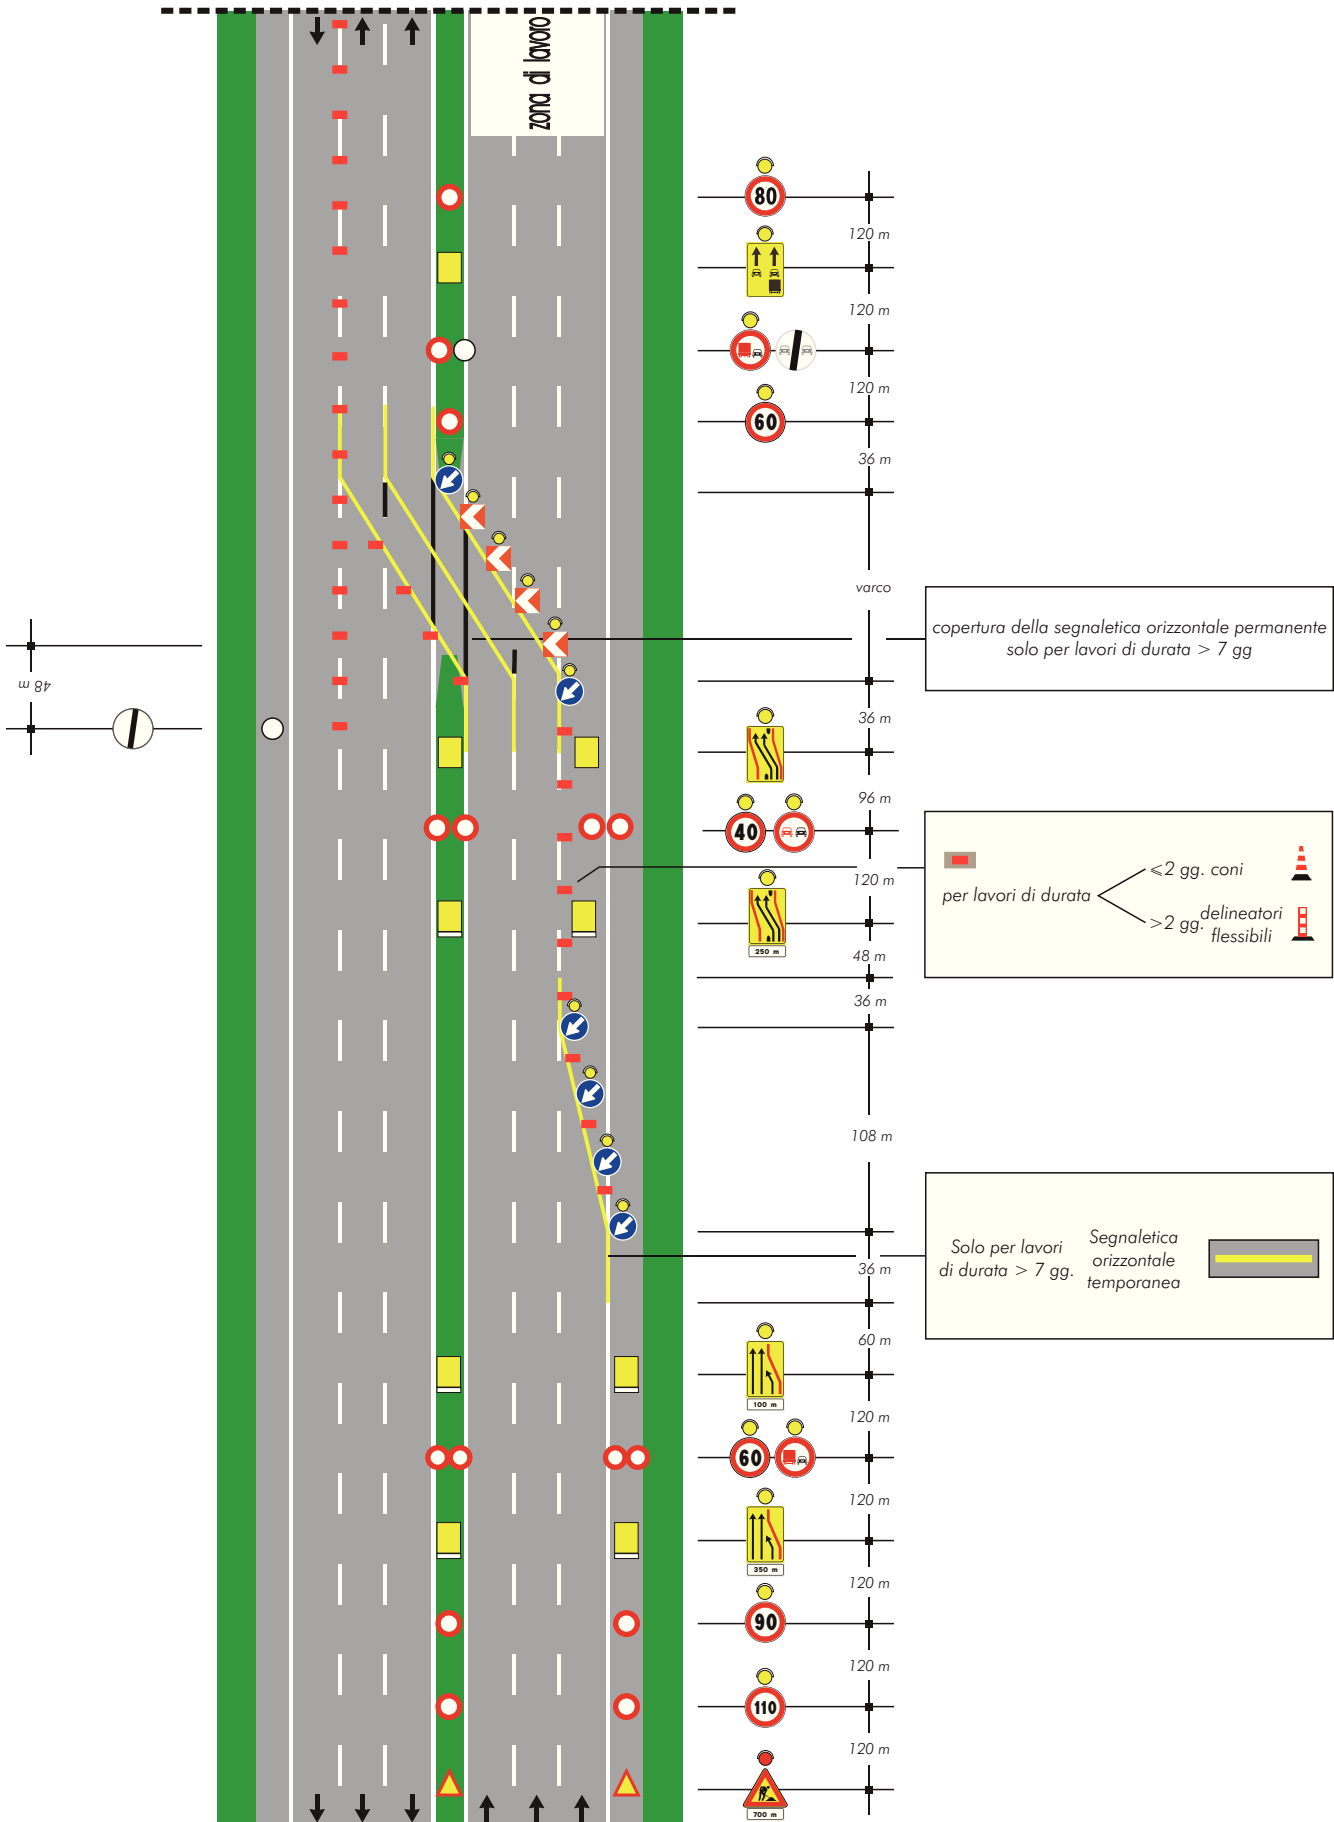 zona di lavoro
80
120 m
120 m
120 m
60
36 m
varco
copertura della segnaletica orizzontale permanente
solo per lavori di durata > 7 gg
48 m
36 m
96 m
40
120 m
per lavori di durata
⩽2 gg. coni
>2 gg. delineatori
flessibili
250 m
48 m
36 m
108 m
Solo per lavori
di durata > 7 gg.
Segnaletica
orizzontale
temporanea
36 m
60 m
100 m
120 m
60
120 m
350 m
120 m
90
120 m
110
120 m
700 m